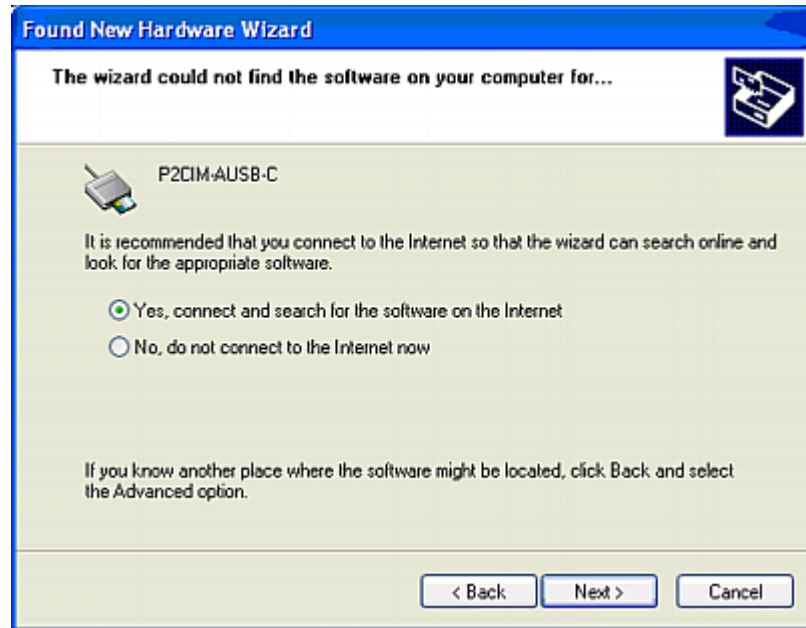 Found New Hardware Wizard
The wizard could not find the software on your computer for...
P2CIM-AUSB-C
It is recommended that you connect to the Internet so that the wizard can search online and
look for the appropriate software.
Yes, connect and search for the software on the Internet
No, do not connect to the Internet now
If you know another place where the software might be located, click Back and select
the Advanced option.
< Back
Next >
Cancel